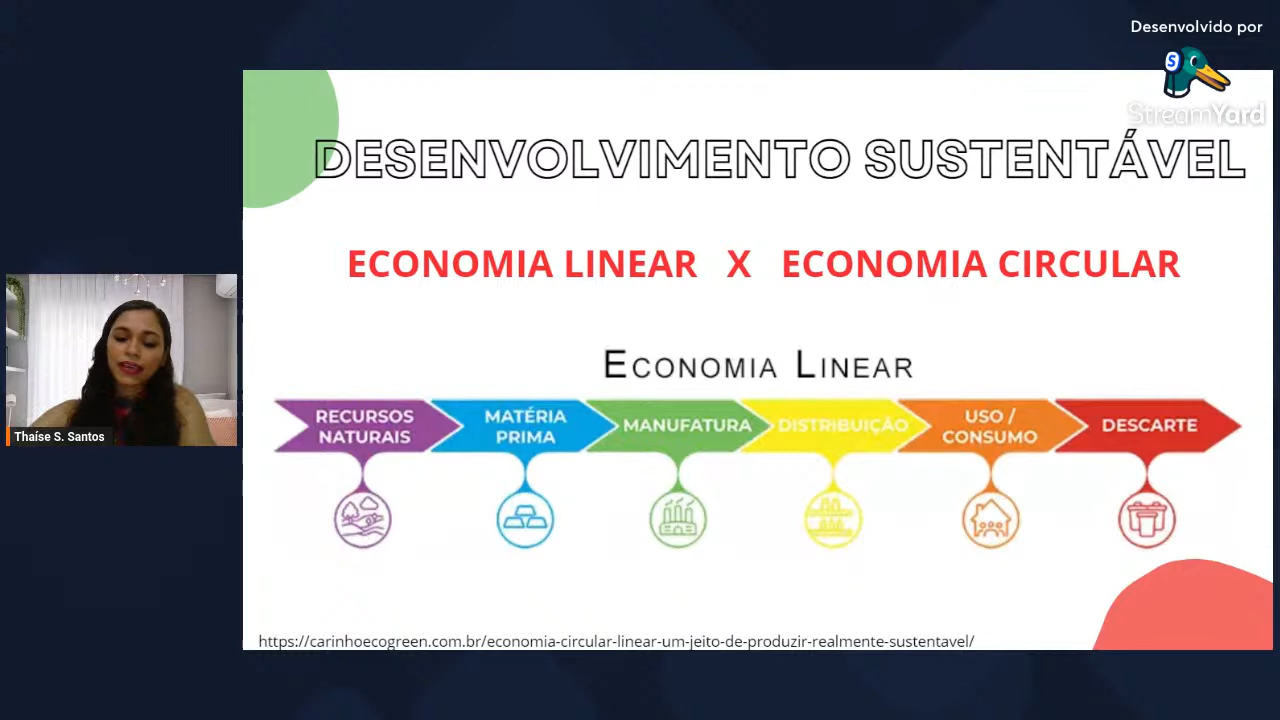 Desenvolvido por
StreamYard
DESENVOLVIMENTO SUSTENTÁVEL
ECONOMIA LINEAR X ECONOMIA CIRCULAR
ECONOMIA LINEAR
RECURSOS
NATURAIS
MATÉRIA
PRIMA
MANUFATURA
DISTRIBUIÇÃO
USO /
CONSUMO
DESCARTE
Thaíse S. Santos
https://carinhoecogreen.com.br/economia-circular-linear-um-jeito-de-produzir-realmente-sustentavel/